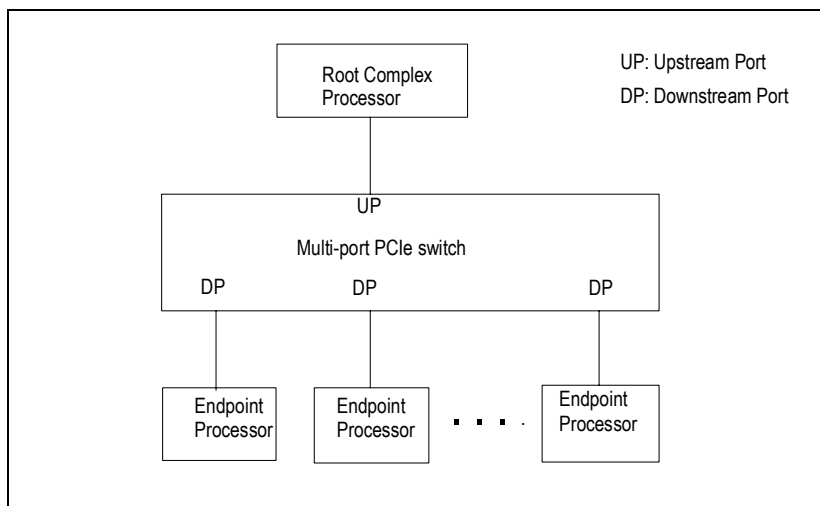 Root Complex
Processor
UP: Upstream Port
DP: Downstream Port
UP
Multi-port PCIe switch
DP
DP
DP
Endpoint
Processor
Endpoint
Processor
Endpoint
Processor